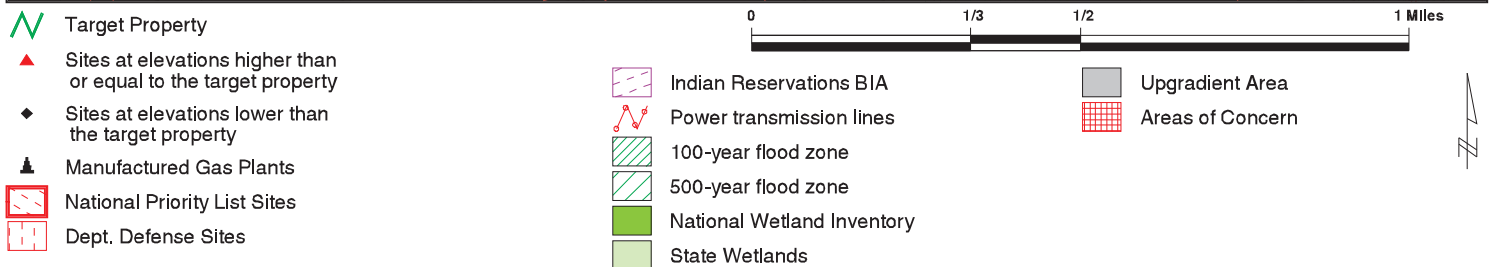 Target Property
Sites at elevations higher than
or equal to the target property
Sites at elevations lower than
the target property
Manufactured Gas Plants
National Priority List Sites
Dept. Defense Sites
0 1/3 1/2 1 Miles
Indian Reservations BIA
Power transmission lines
100-year flood zone
500-year flood zone
National Wetland Inventory
State Wetlands
Upgradient Area
Areas of Concern
N